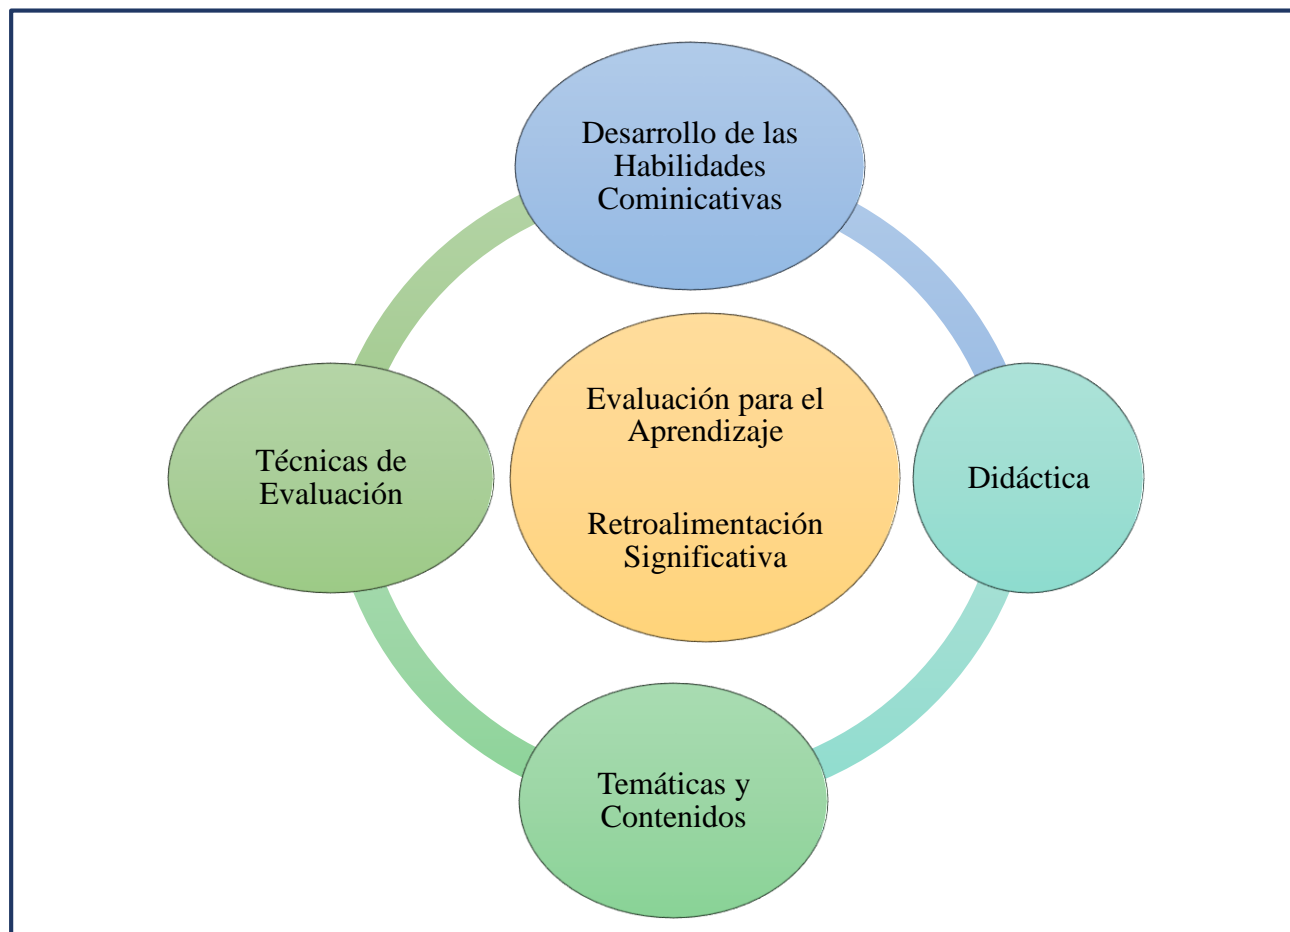 Desarrollo de las
Habilidades
Cominicativas
Evaluación para el
Aprendizaje
Retroalimentación
Significativa
Técnicas de
Evaluación
Didáctica
Temáticas y
Contenidos